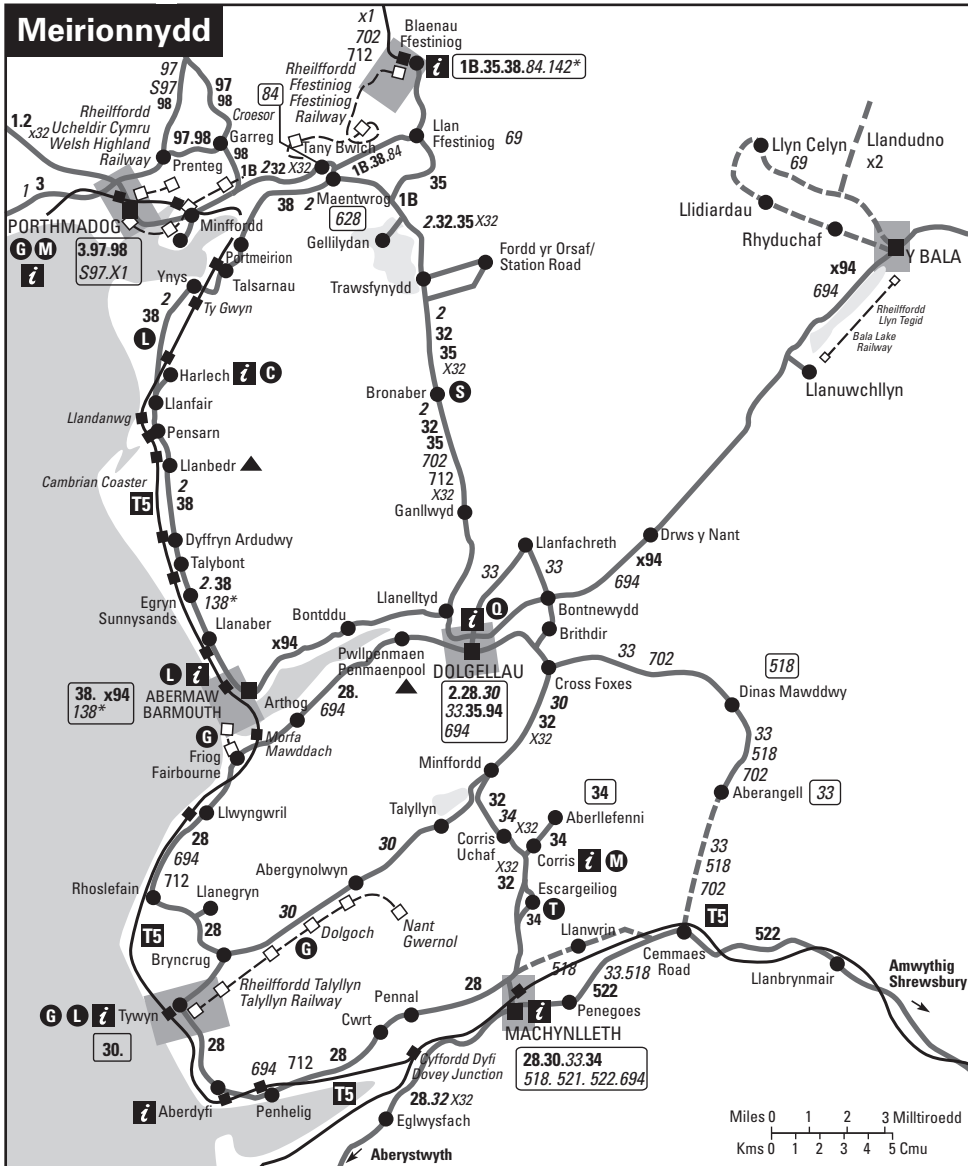 Meirionnydd
x1
702
712
Blaenau
Ffestiniog
i
1B.35.38.84.142*
Rheilffordd
Ffestiniog
Ffestiniog
Railway
84
Croesor
97
S97
98
97
98
Rheilffordd
Ucheldir Cymru
Welsh Highland
Railway
1.2
x32
97.98
Garreg
98
Prenteg
1B
2 32 X32
Tany Bwlch
1B.38.84
Llan
Ffestiniog
69
35
Llyn Celyn
69
Llandudno
x2
Llidiardau
Rhyduchaf
Y BALA
x94
694
Rheilffordd
Llyn Tegid
Bala Lake
Railway
Llanuwchllyn
1 3
PORTHMADOG
G M
i
3.97.98
S97.X1
Minffordd
38 2
Maentwrog
628
1B
Gellilydan
2.32.35 X32
Portmeirion
Talsarnau
Ynys
Ty Gwyn
2
38
L
Fordd yr Orsaf/
Station Road
Trawsfynydd
2
32
35
X32
Harlech i C
Llanfair
Llandanwg
Pensarn
Bronaber S
2
32
35
702
712
X32
Llanbedr
Cambrian Coaster
2
38
T5
Ganllwyd
Dyffryn Ardudwy
Talybont
2.38
138*
Egryn
Sunnysands
Llanaber
Llanfachreth
Drws y Nant
33
33
x94
694
Llanelltyd
Bontddu
i Q
Bontnewydd
Brithdir
x94
Pwllpenmaen
Penmaenpool
DOLGELLAU
2.28.30
33.35.94
694
Cross Foxes
33
702
518
Dinas Mawddwy
L i
ABERMAW
BARMOUTH
38. x94
138*
Arthog
28.
694
G
Morfa
Mawddach
Friog
Fairbourne
30
32
X32
33
518
702
Minffordd
Aberangell
33
Llwyngwril
Talyllyn
32
34
X32
34
Aberllefenni
34
Corris
Uchaf
Corris i M
28
694
712
30
X32
32
33
518
702
Abergynolwyn
Rhoslefain
Llanegryn
Escargeiliog
T
34
T5
28
30
Dolgoch
Nant
Gwernol
G
Llanwrin
T5
Bryncrug
518
33.518
Cemmaes
Road
522
Llanbrynmair
Amwythig
Shrewsbury
Rheilffordd Talyllyn
Talyllyn Railway
28
Pennal
522
Penegoes
G L i Tywyn
30.
28
Cwrt
i
MACHYNLLETH
28.30.33.34
518. 521. 522.694
694
712
28
Cyffordd Dyfi
Dovey Junction
T5
i Aberdyfi
Penhelig
28.32 X32
Eglwysfach
Aberystwyth
Miles 0 1 2 3 Milltiroedd
Kms 0 1 2 3 4 5 Cmu